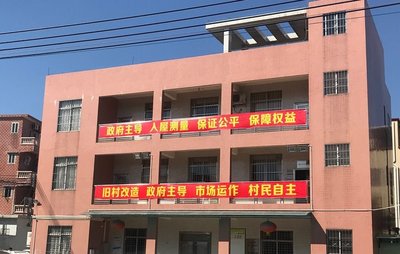 政府主导 入屋测量 保证公平 保障权益
旧村改造 政府主导 市场运作 村民自主